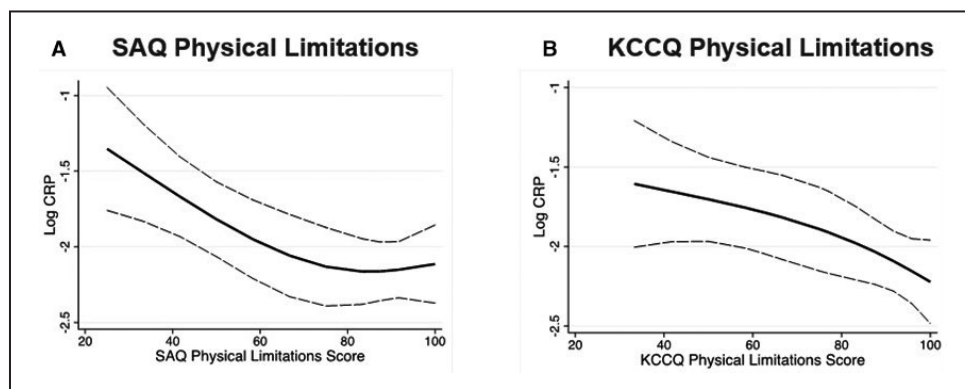 A SAQ Physical Limitations
Log CRP
-1
-1.5
-2
-2.5
20 40 60 80 100
SAQ Physical Limitations Score
B KCCQ Physical Limitations
Log CRP
-1
-1.5
-2
-2.5
20 40 60 80 100
KCCQ Physical Limitations Score